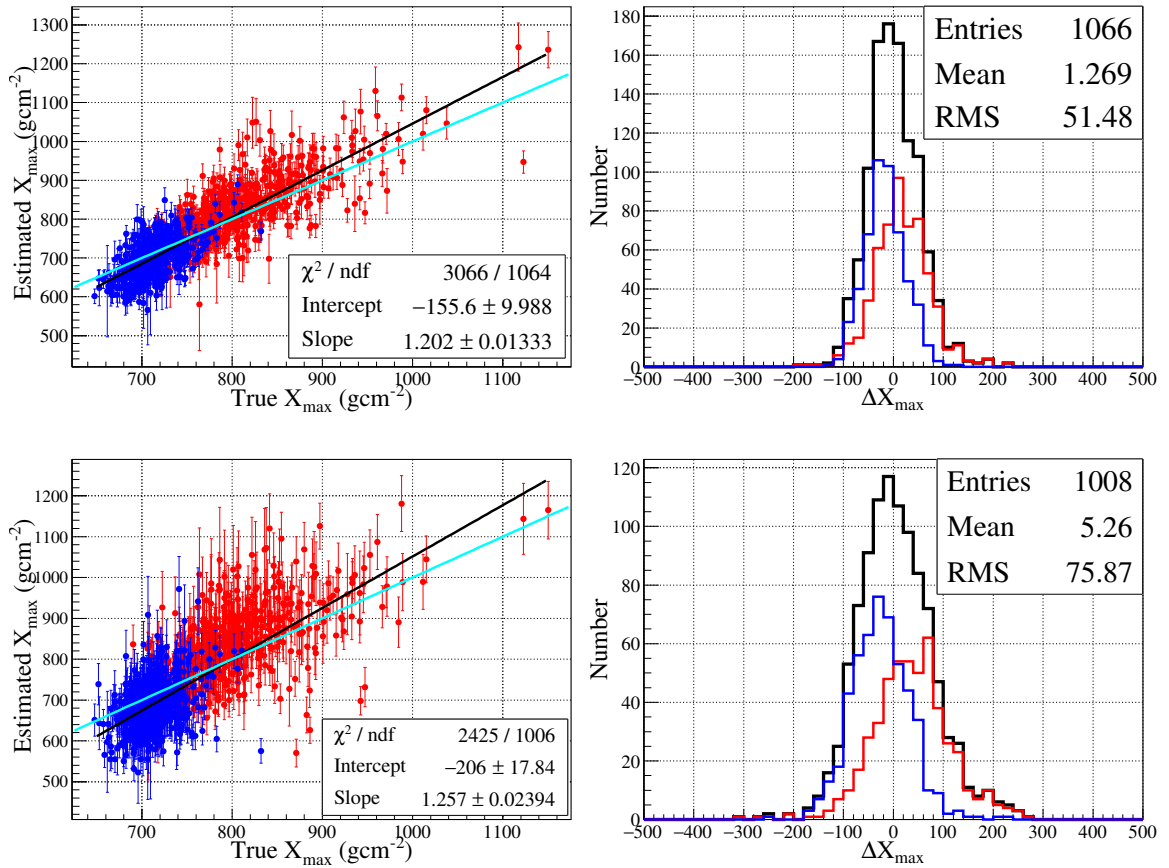 1300
1200
1100
1000
900
800
700
600
500
Estimated X_max (gcm^-2)
χ² / ndf 3066 / 1064
Intercept −155.6 ± 9.988
Slope 1.202 ± 0.01333
700 800 900 1000 1100
True X_max (gcm^-2)
180
160
140
120
100
80
60
40
20
0
Number
Entries 1066
Mean 1.269
RMS 51.48
−500 −400 −300 −200 −100 0 100 200 300 400 500
ΔX_max
1200
1100
1000
900
800
700
600
500
Estimated X_max (gcm^-2)
χ² / ndf 2425 / 1006
Intercept −206 ± 17.84
Slope 1.257 ± 0.02394
700 800 900 1000 1100
True X_max (gcm^-2)
120
100
80
60
40
20
0
Number
Entries 1008
Mean 5.26
RMS 75.87
−500 −400 −300 −200 −100 0 100 200 300 400 500
ΔX_max